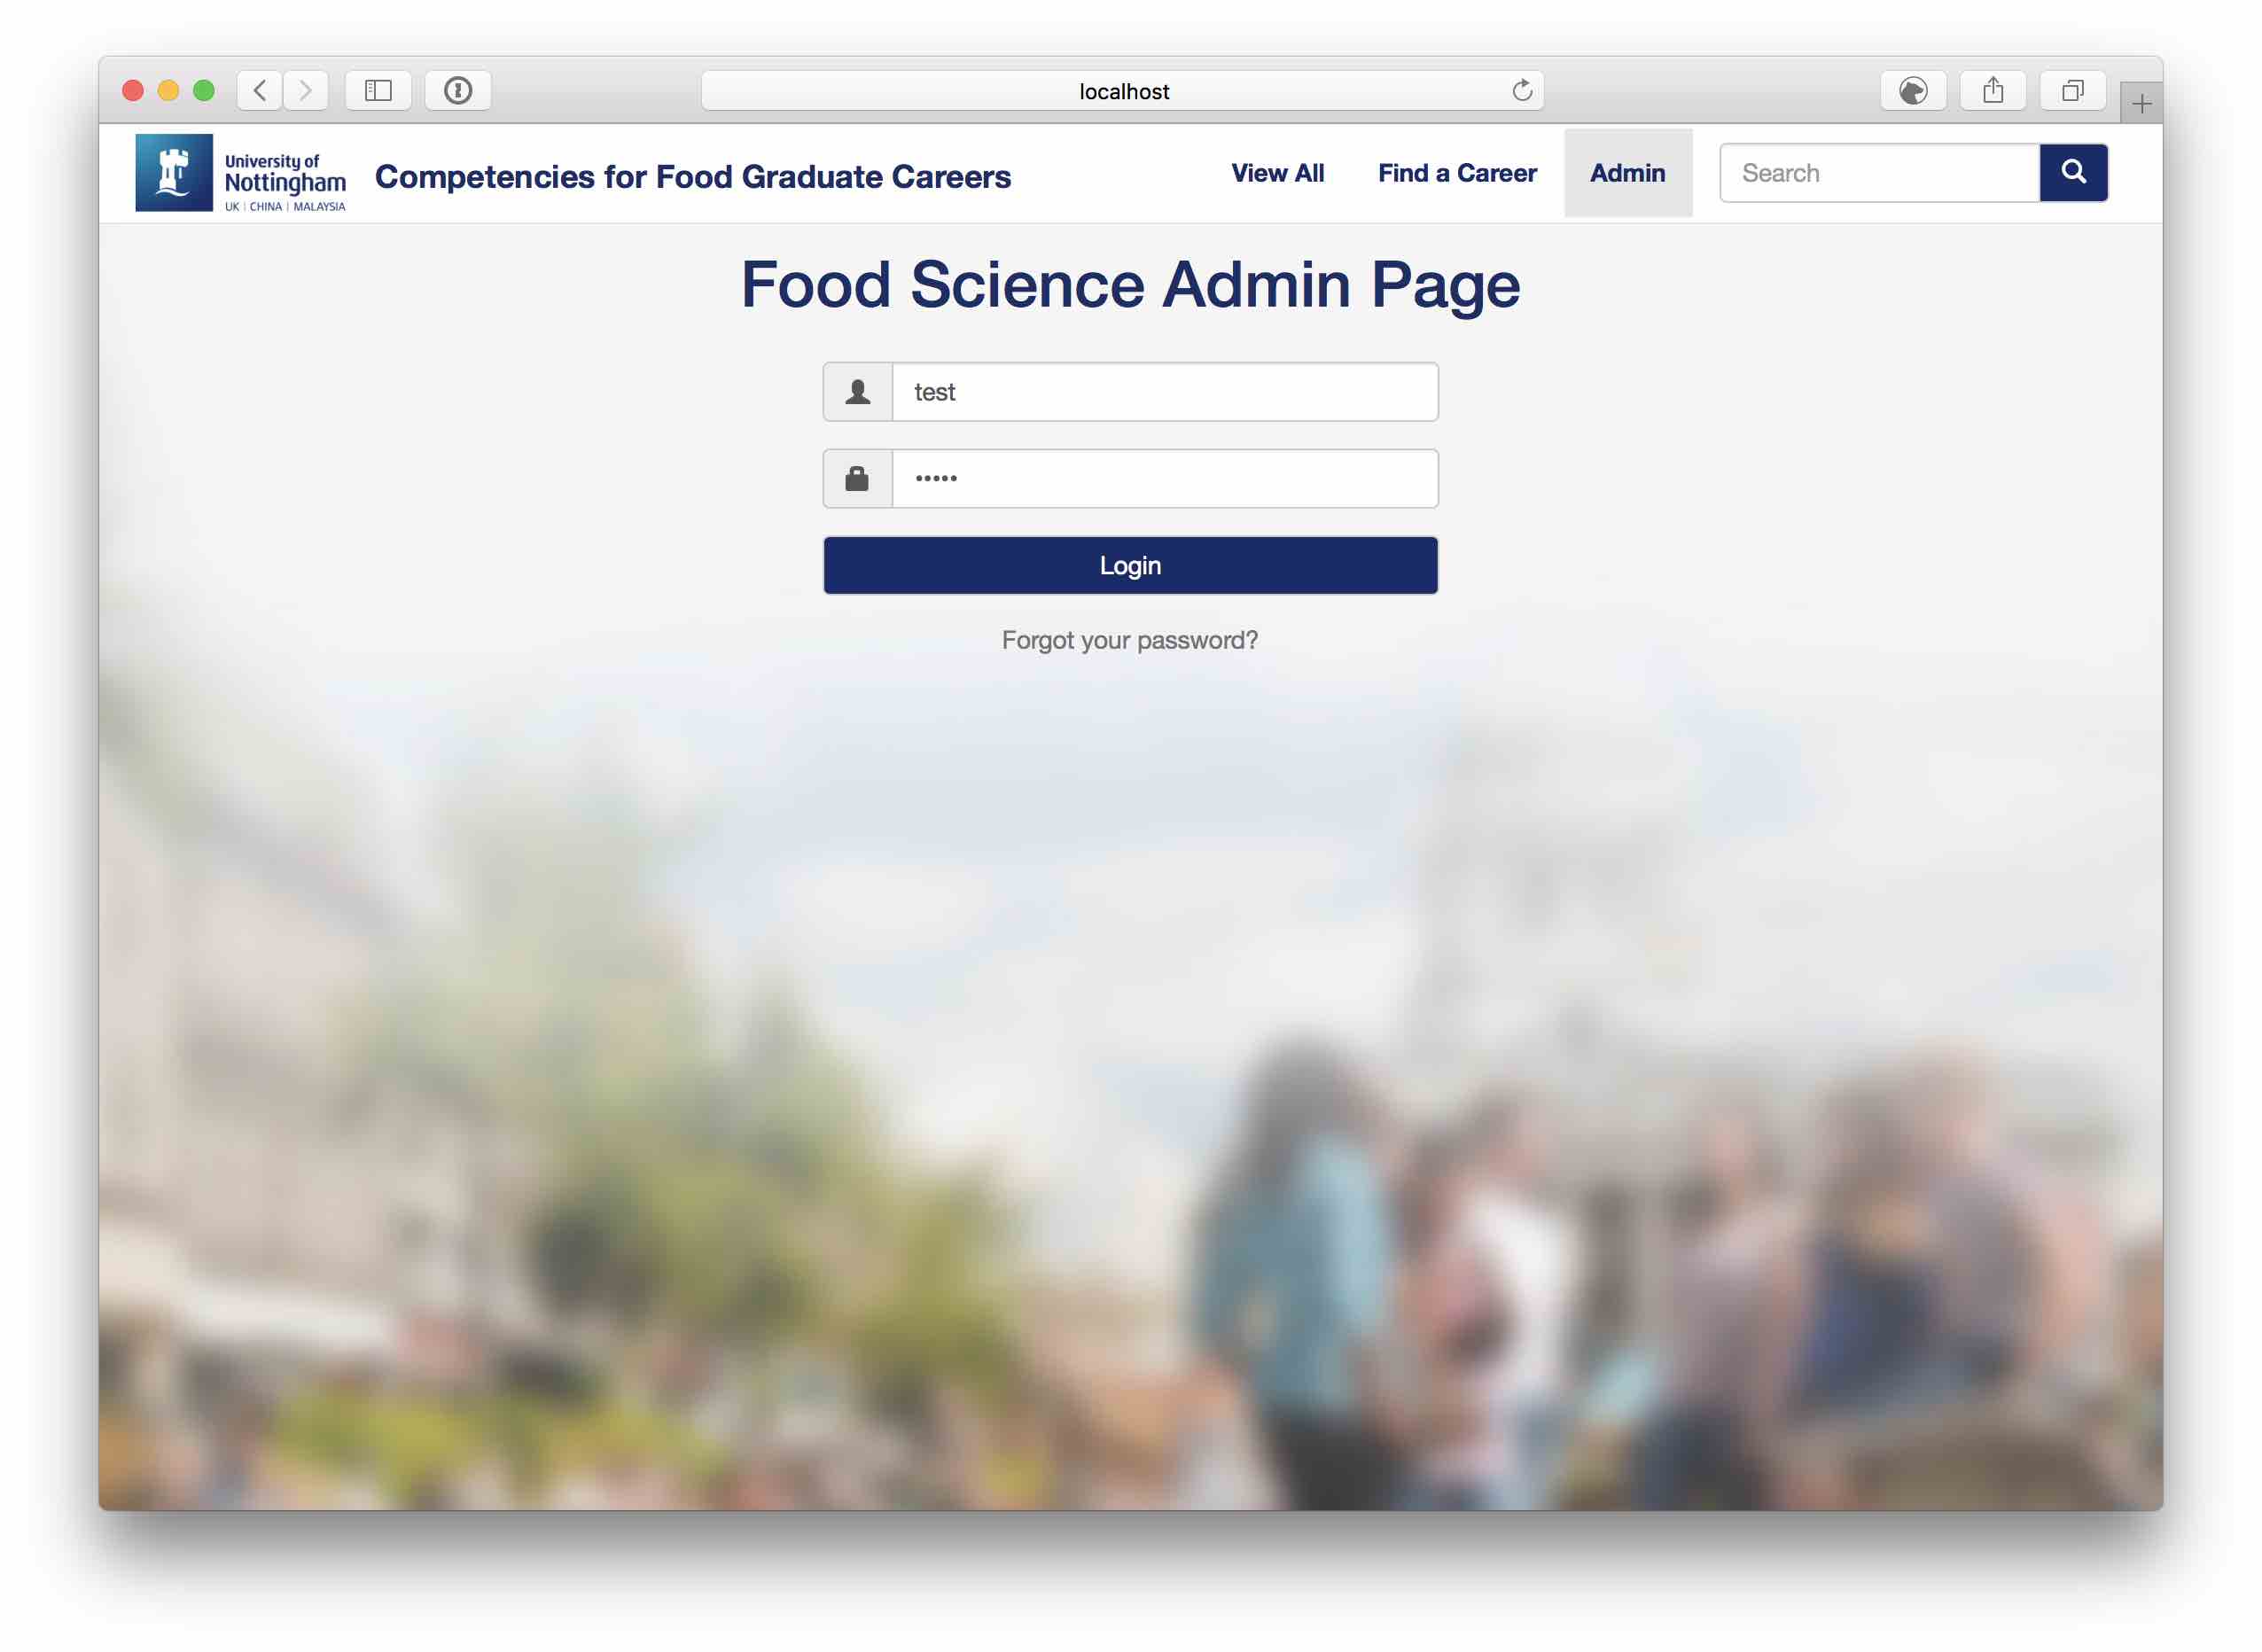 localhost
University of
Nottingham
UK | CHINA | MALAYSIA
Competencies for Food Graduate Careers
View All
Find a Career
Admin
Search
Food Science Admin Page
test
•••••
Login
Forgot your password?